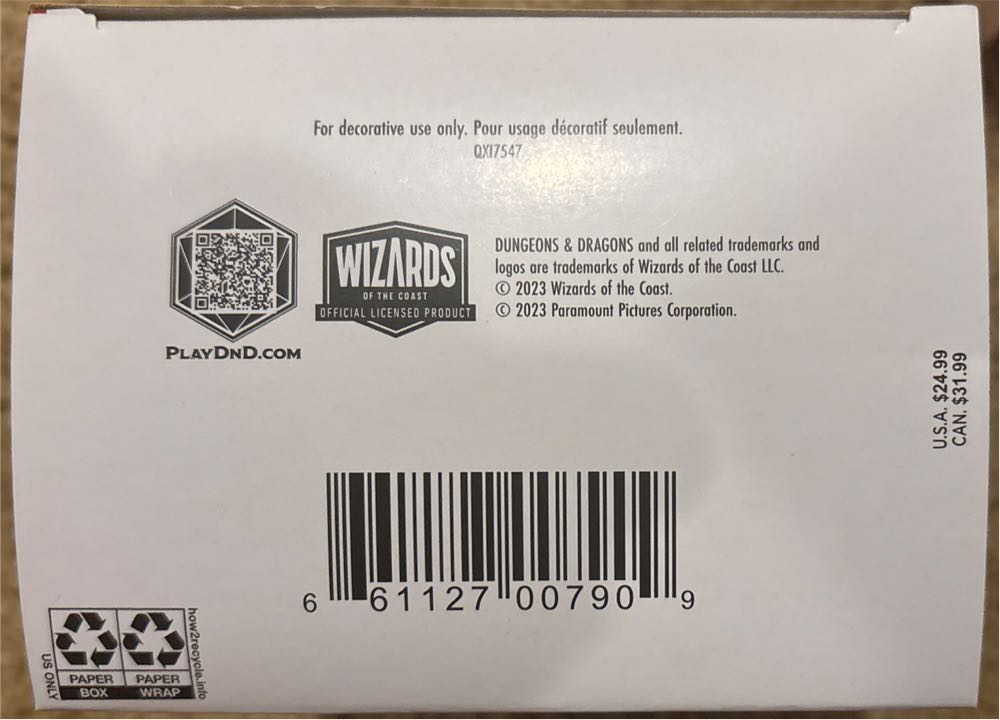 For decorative use only. Pour usage décoratif seulement.
QXI7547
PLAYDND.COM
WIZARDS
OF THE COAST
OFFICIAL LICENSED PRODUCT
DUNGEONS & DRAGONS and all related trademarks and
logos are trademarks of Wizards of the Coast LLC.
© 2023 Wizards of the Coast.
© 2023 Paramount Pictures Corporation.
U.S.A. $24.99
CAN. $31.99
6 61127 00790 9
US ONLY
PAPER PAPER
BOX WRAP
how2recycle.info